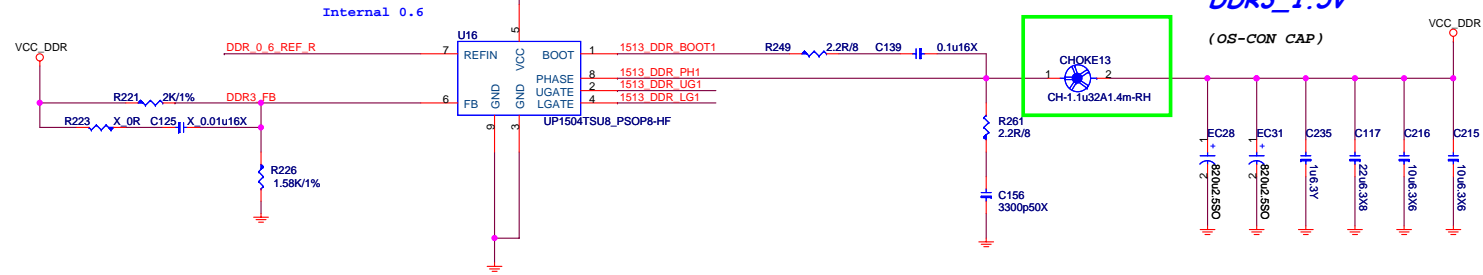 DDR3_1.5V
Internal 0.6
(OS-CON CAP)
VCC_DDR
VCC_DDR
U16
5
DDR_0_6_REF_R
7
REFIN
VCC
BOOT
1
1513_DDR_BOOT1
R249
2.2R/8
C139
0.1u16X
CHOKE13
1
2
CH-1.1u32A1.4m-RH
PHASE
8
1513_DDR_PH1
UGATE
2
1513_DDR_UG1
LGATE
4
1513_DDR_LG1
R221
2K/1%
DDR3_FB
6
FB
GND
GND
UP1504TSU8_PSOP8-HF
9
3
R223
X_0R
C125
X_0.01u16X
R226
1.58K/1%
R261
2.2R/8
C156
3300p50X
EC28
1
+
2
820u2.5SO
EC31
1
+
2
820u2.5SO
C235
1u6.3Y
C117
22u6.3X8
C216
10u6.3X6
C215
10u6.3X6